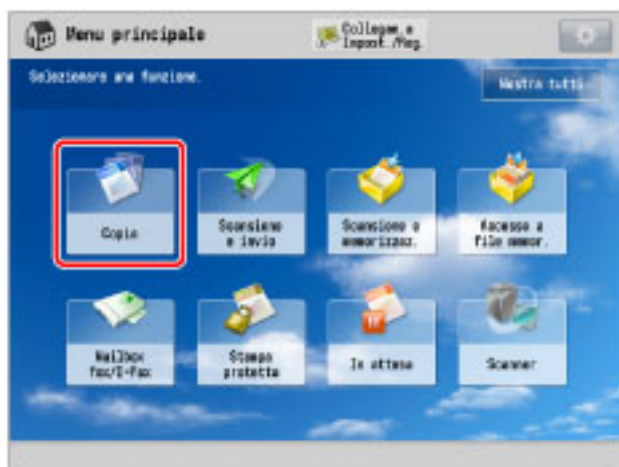 Menu principale
Collegam. a
Impost./Reg.
Selezionare una funzione.
Mostra tutti
Copia
Scansione
e invio
Scansione e
memorizzaz.
Accesso a
file memor.
Mailbox
fax/I-Fax
Stampa
protetta
In attesa
Scanner